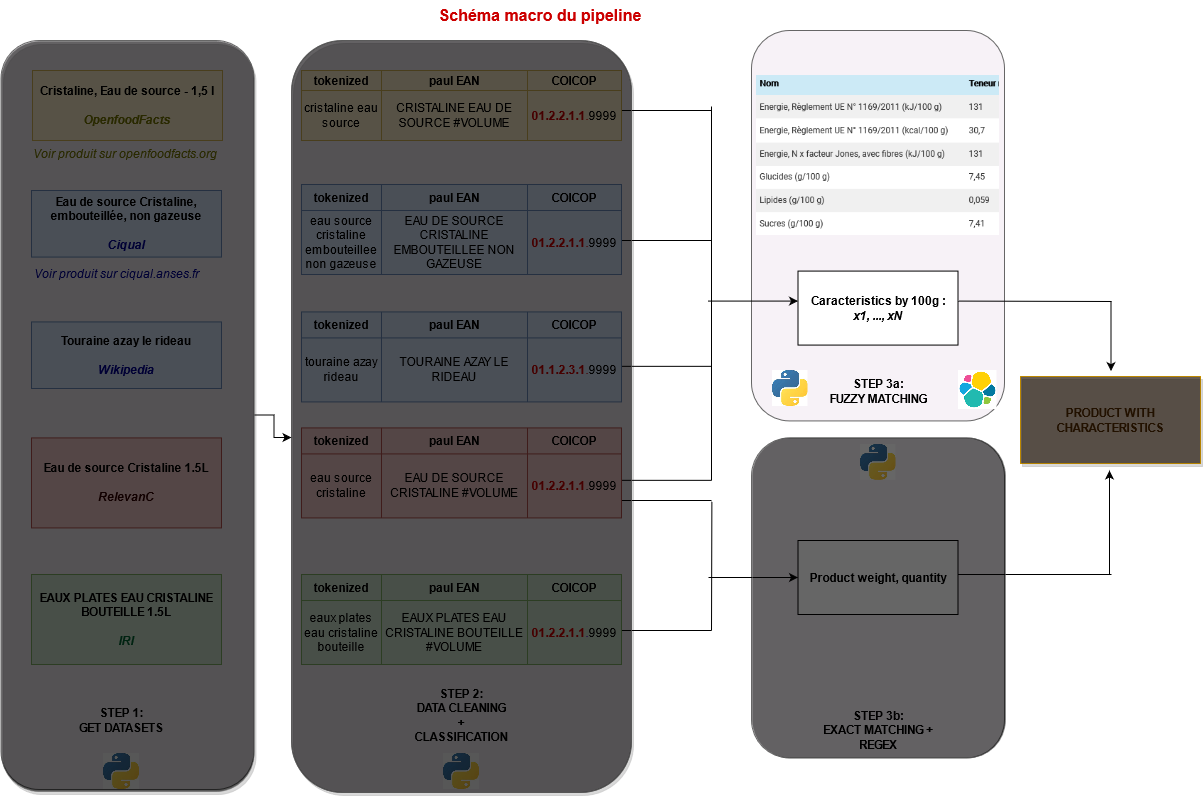 Schéma macro du pipeline
Cristaline, Eau de source - 1,5 l
OpenfoodFacts
Voir produit sur openfoodfacts.org
Eau de source Cristaline,
embouteillée, non gazeuse
Ciqual
Voir produit sur ciqual.anses.fr
Touraine azay le rideau
Wikipedia
Eau de source Cristaline 1.5L
RelevanC
EAUX PLATES EAU CRISTALINE
BOUTEILLE 1.5L
IRI
STEP 1:
GET DATASETS
tokenized paul EAN COICOP
cristaline eau
source
CRISTALINE EAU DE
SOURCE #VOLUME
01.2.2.1.1.9999
tokenized paul EAN COICOP
eau source
cristaline
embouteillee
non gazeuse
EAU DE SOURCE
CRISTALINE
EMBOUTEILLEE NON
GAZEUSE
01.2.2.1.1.9999
tokenized paul EAN COICOP
touraine azay
rideau
TOURAINE AZAY LE
RIDEAU
01.1.2.3.1.9999
tokenized paul EAN COICOP
eau source
cristaline
EAU DE SOURCE
CRISTALINE #VOLUME
01.2.2.1.1.9999
tokenized paul EAN COICOP
eaux plates
eau cristaline
bouteille
EAUX PLATES EAU
CRISTALINE BOUTEILLE
#VOLUME
01.2.2.1.1.9999
STEP 2:
DATA CLEANING
+
CLASSIFICATION
Nom Teneur
Energie, Règlement UE N° 1169/2011 (kJ/100 g) 131
Energie, Règlement UE N° 1169/2011 (kcal/100 g) 30,7
Energie, N x facteur Jones, avec fibres (kJ/100 g) 131
Glucides (g/100 g) 7,45
Lipides (g/100 g) 0,059
Sucres (g/100 g) 7,41
Caracteristics by 100g :
x1, ..., xN
STEP 3a:
FUZZY MATCHING
Product weight, quantity
STEP 3b:
EXACT MATCHING +
REGEX
PRODUCT WITH
CHARACTERISTICS